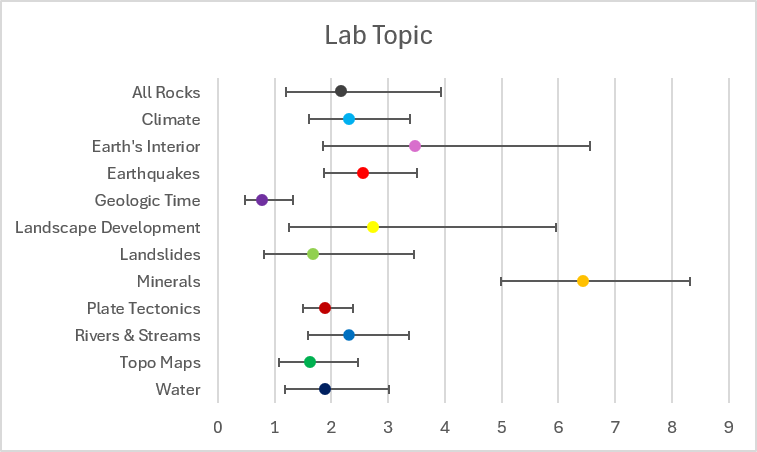 Lab Topic
All Rocks
Climate
Earth's Interior
Earthquakes
Geologic Time
Landscape Development
Landslides
Minerals
Plate Tectonics
Rivers & Streams
Topo Maps
Water
0 1 2 3 4 5 6 7 8 9